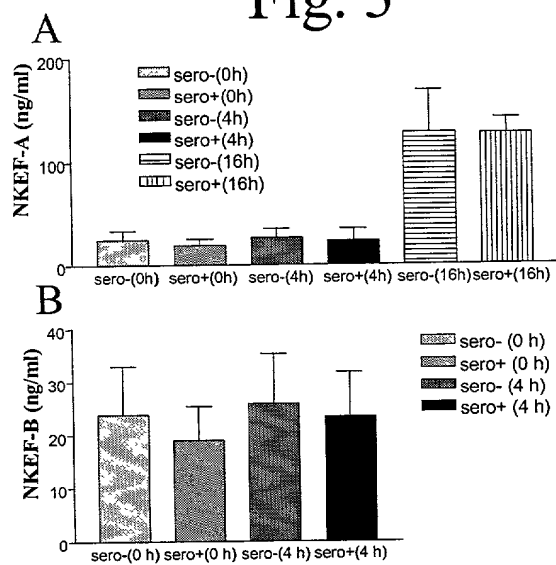 Fig. 5
A
NKEF-A (ng/ml)
200
100
0
sero-(0h)
sero+(0h)
sero-(4h)
sero+(4h)
sero-(16h)
sero+(16h)
sero-(0h) sero+(0h) sero-(4h) sero+(4h) sero-(16h) sero+(16h)
B
NKEF-B (ng/ml)
40
30
20
10
0
sero- (0 h)
sero+ (0 h)
sero- (4 h)
sero+ (4 h)
sero-(0 h) sero+(0 h) sero-(4 h) sero+(4 h)